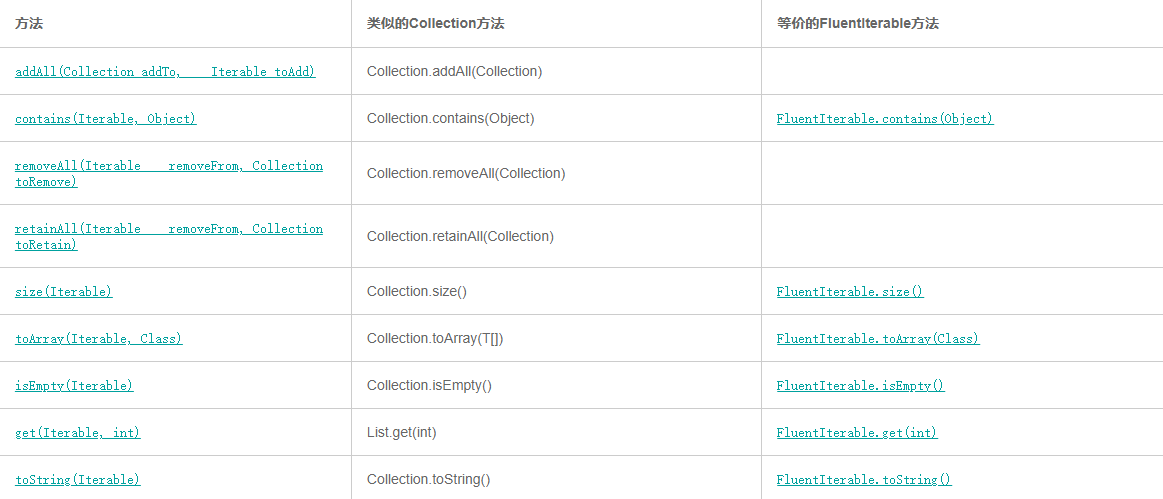 方法 类似的Collection方法 等价的FluentIterable方法
addAll(Collection addTo, Iterable toAdd) Collection.addAll(Collection)
contains(Iterable, Object) Collection.contains(Object) FluentIterable.contains(Object)
removeAll(Iterable removeFrom, Collection
toRemove) Collection.removeAll(Collection)
retainAll(Iterable removeFrom, Collection
toRetain) Collection.retainAll(Collection)
size(Iterable) Collection.size() FluentIterable.size()
toArray(Iterable, Class) Collection.toArray(T[]) FluentIterable.toArray(Class)
isEmpty(Iterable) Collection.isEmpty() FluentIterable.isEmpty()
get(Iterable, int) List.get(int) FluentIterable.get(int)
toString(Iterable) Collection.toString() FluentIterable.toString()